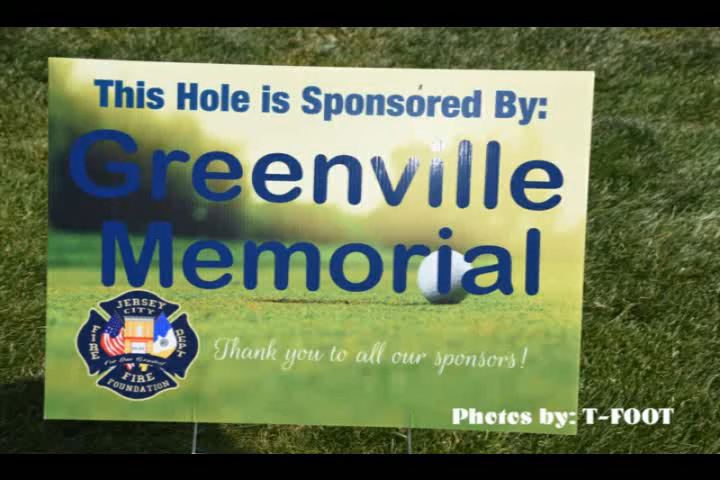 This Hole is Sponsored By:
Greenville
Memorial
JERSEY
CITY
FIRE
DEPT
FIRE
FOUNDATION
Thank you to all our sponsors!
Photos by: T-FOOT